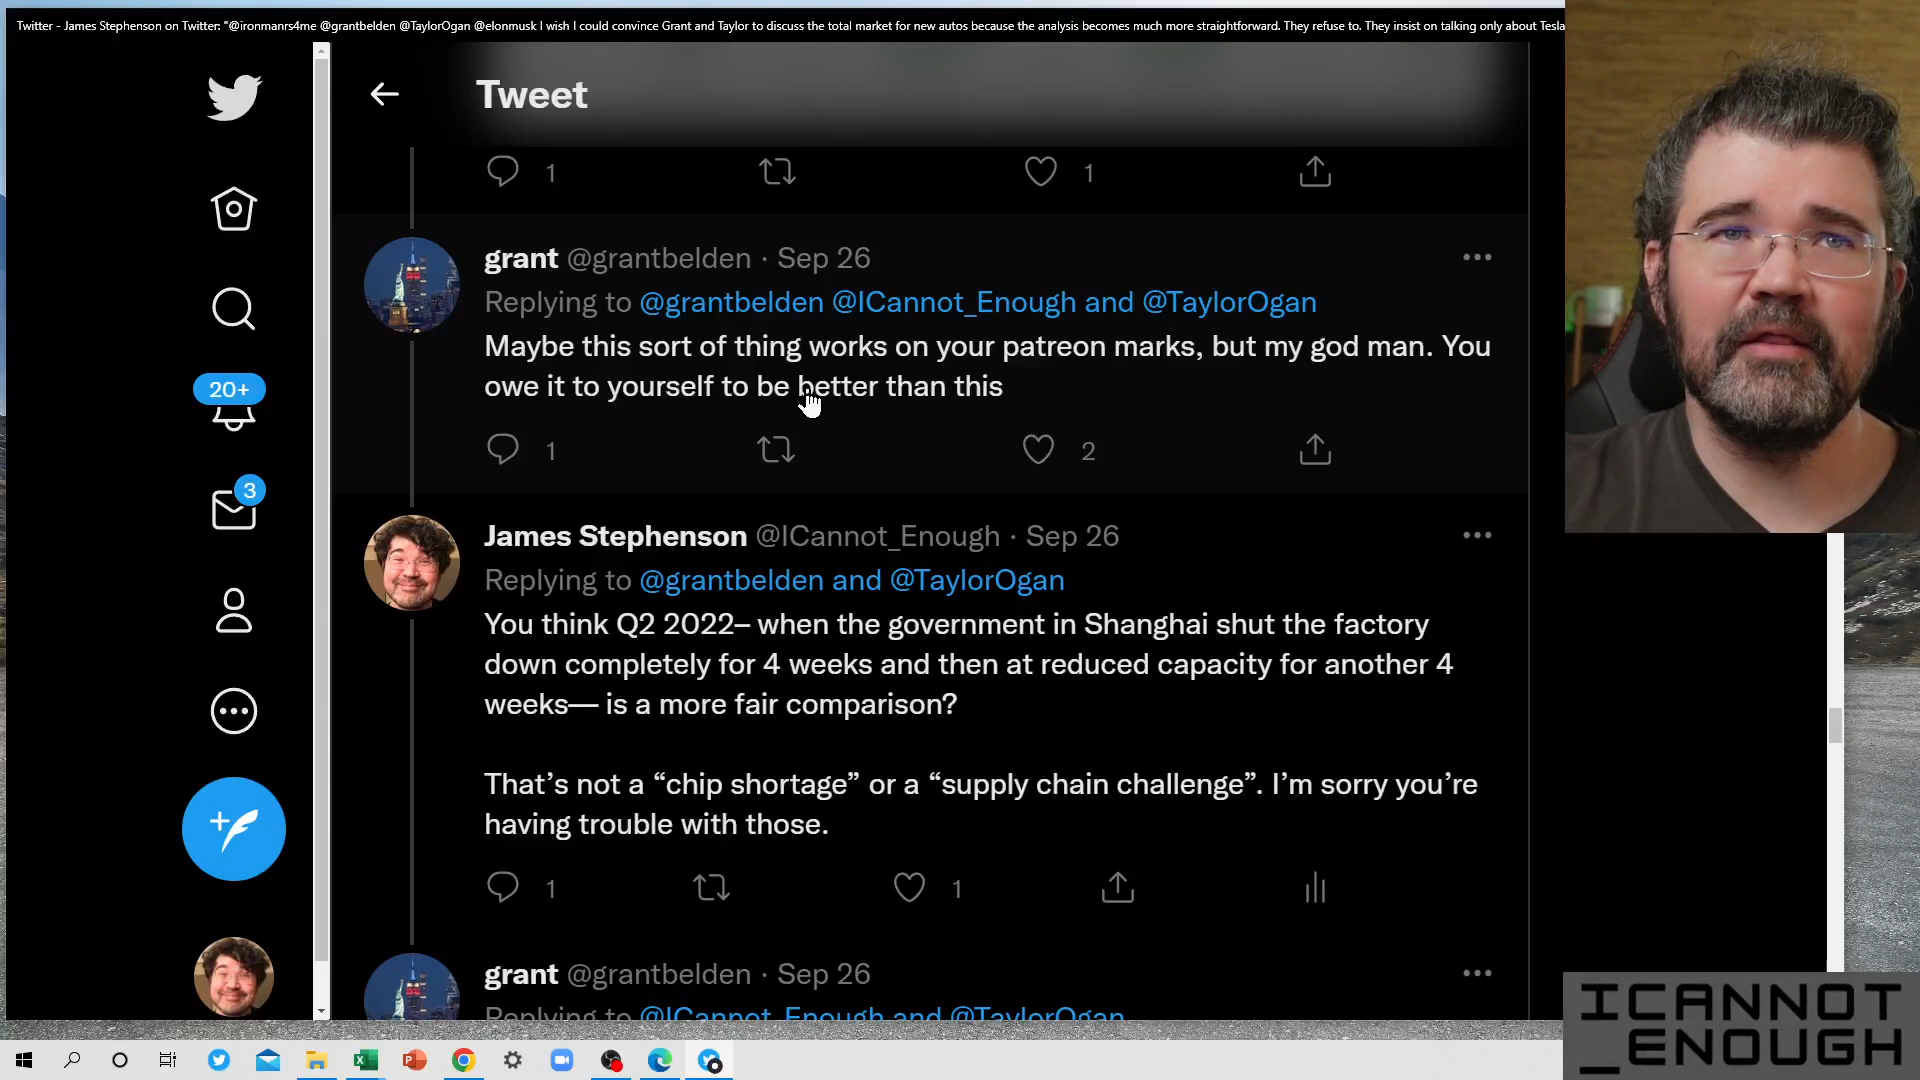 Twitter - James Stephenson on Twitter: "@ironmanrs4me @grantbelden @TaylorOgan @elonmusk I wish I could convince Grant and Taylor to discuss the total market for new autos because the analysis becomes much more straightforward. They refuse to. They insist on talking only about Tesla
Tweet
1
1
grant @grantbelden · Sep 26
Replying to @grantbelden @ICannot_Enough and @TaylorOgan
Maybe this sort of thing works on your patreon marks, but my god man. You
owe it to yourself to be better than this
20+
1
2
3
James Stephenson @ICannot_Enough · Sep 26
Replying to @grantbelden and @TaylorOgan
You think Q2 2022– when the government in Shanghai shut the factory
down completely for 4 weeks and then at reduced capacity for another 4
weeks— is a more fair comparison?
That’s not a “chip shortage” or a “supply chain challenge”. I’m sorry you’re
having trouble with those.
1
1
grant @grantbelden · Sep 26
Replying to @ICannot_Enough and @TaylorOgan
ICANNOT
_ENOUGH